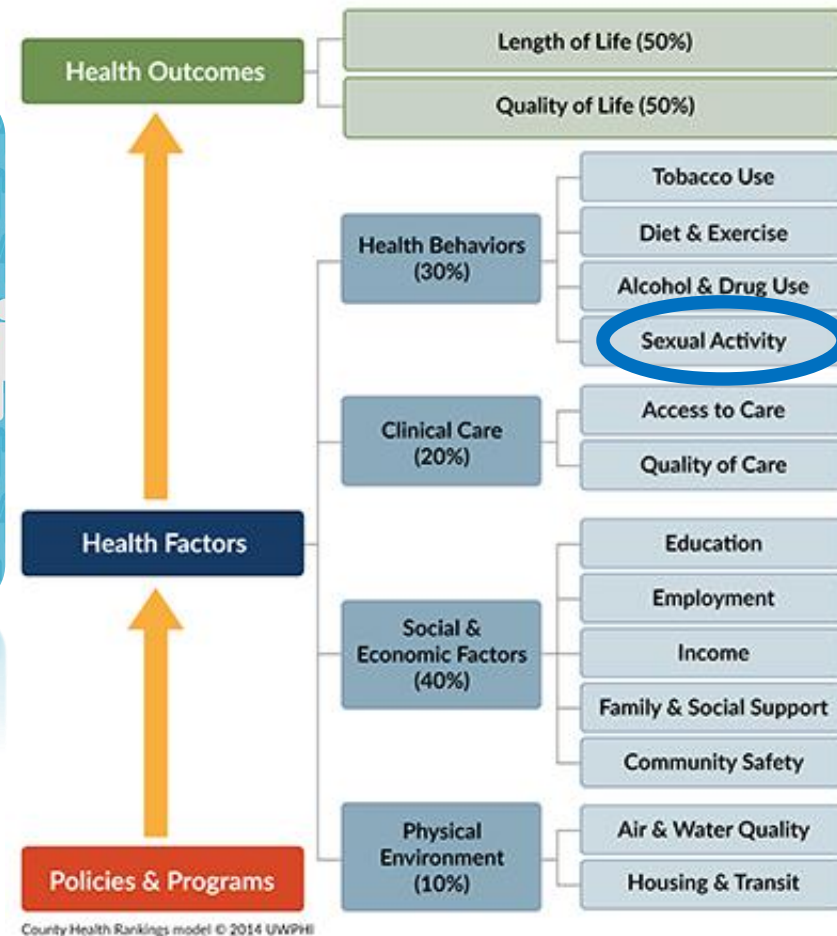 Health Outcomes
Length of Life (50%)
Quality of Life (50%)
Health Factors
Health Behaviors
(30%)
Tobacco Use
Diet & Exercise
Alcohol & Drug Use
Sexual Activity
Clinical Care
(20%)
Access to Care
Quality of Care
Social &
Economic Factors
(40%)
Education
Employment
Income
Family & Social Support
Community Safety
Physical
Environment
(10%)
Air & Water Quality
Housing & Transit
Policies & Programs
County Health Rankings model © 2014 UWPHI